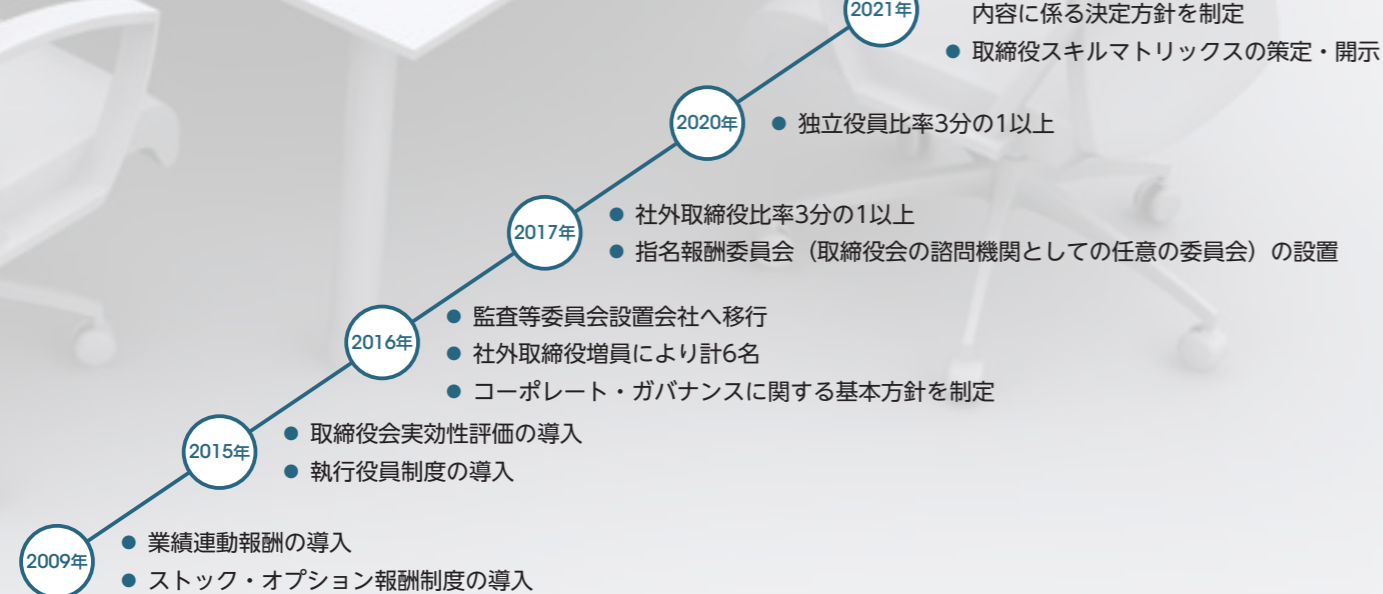 2021年
内容に係る決定方針を制定
● 取締役スキルマトリックスの策定・開示
2020年
● 独立役員比率3分の1以上
2017年
● 社外取締役比率3分の1以上
● 指名報酬委員会（取締役会の諮問機関としての任意の委員会）の設置
2016年
● 監査等委員会設置会社へ移行
● 社外取締役増員により計6名
● コーポレート・ガバナンスに関する基本方針を制定
2015年
● 取締役会実効性評価の導入
● 執行役員制度の導入
2009年
● 業績連動報酬の導入
● ストック・オプション報酬制度の導入